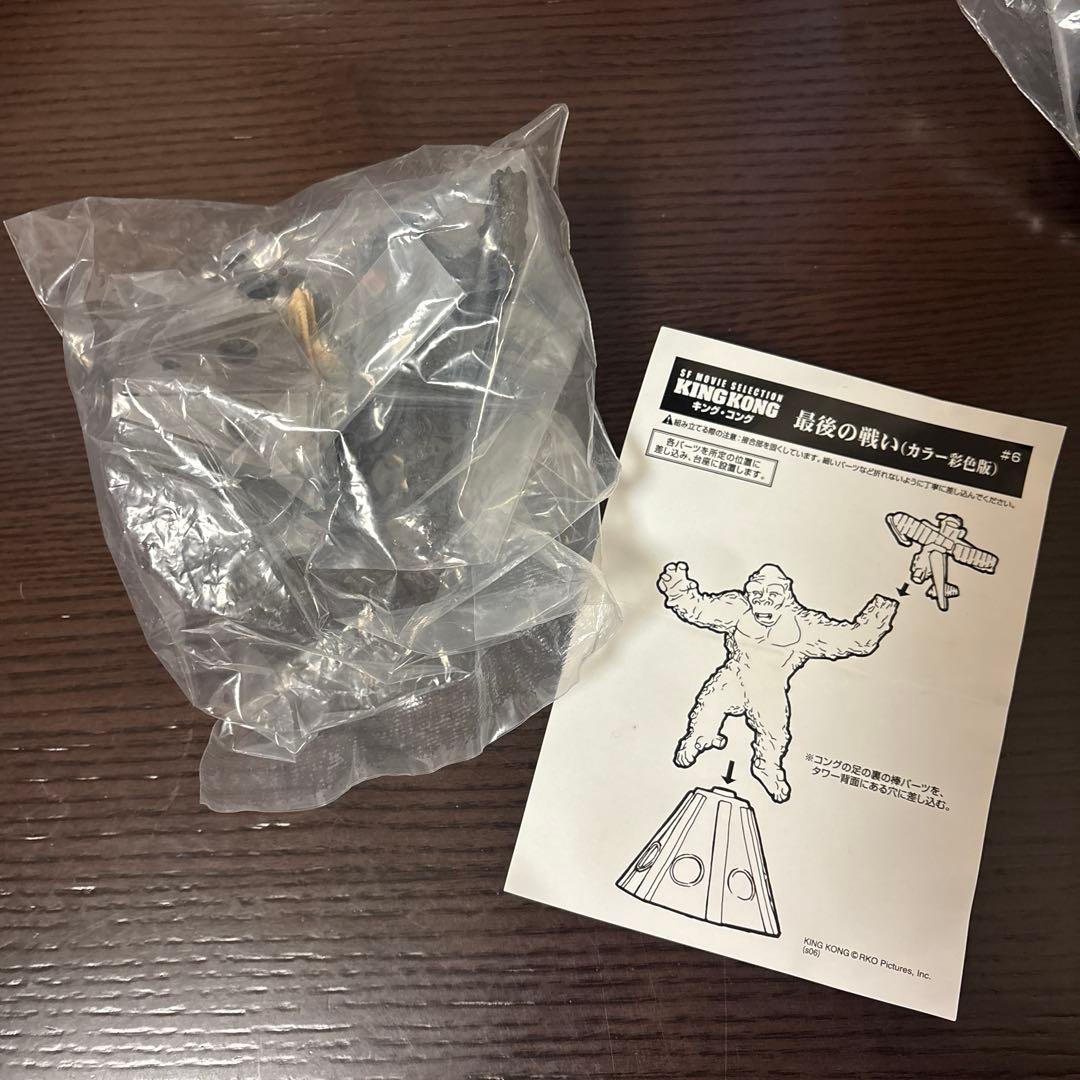 SF MOVIE SELECTION
KINGKONG
キング・コング
最後の戦い(カラー彩色版)
#6
⚠組み立てる際の注意:接合部を固くしています。細いパーツなど折れないように丁寧に差し込んでください。
各パーツを所定の位置に
差し込み、台座に設置します。
※コングの足の裏の棒パーツを、
タワー背面にある穴に差し込む。
KING KONG © RKO Pictures, Inc.
(s06)